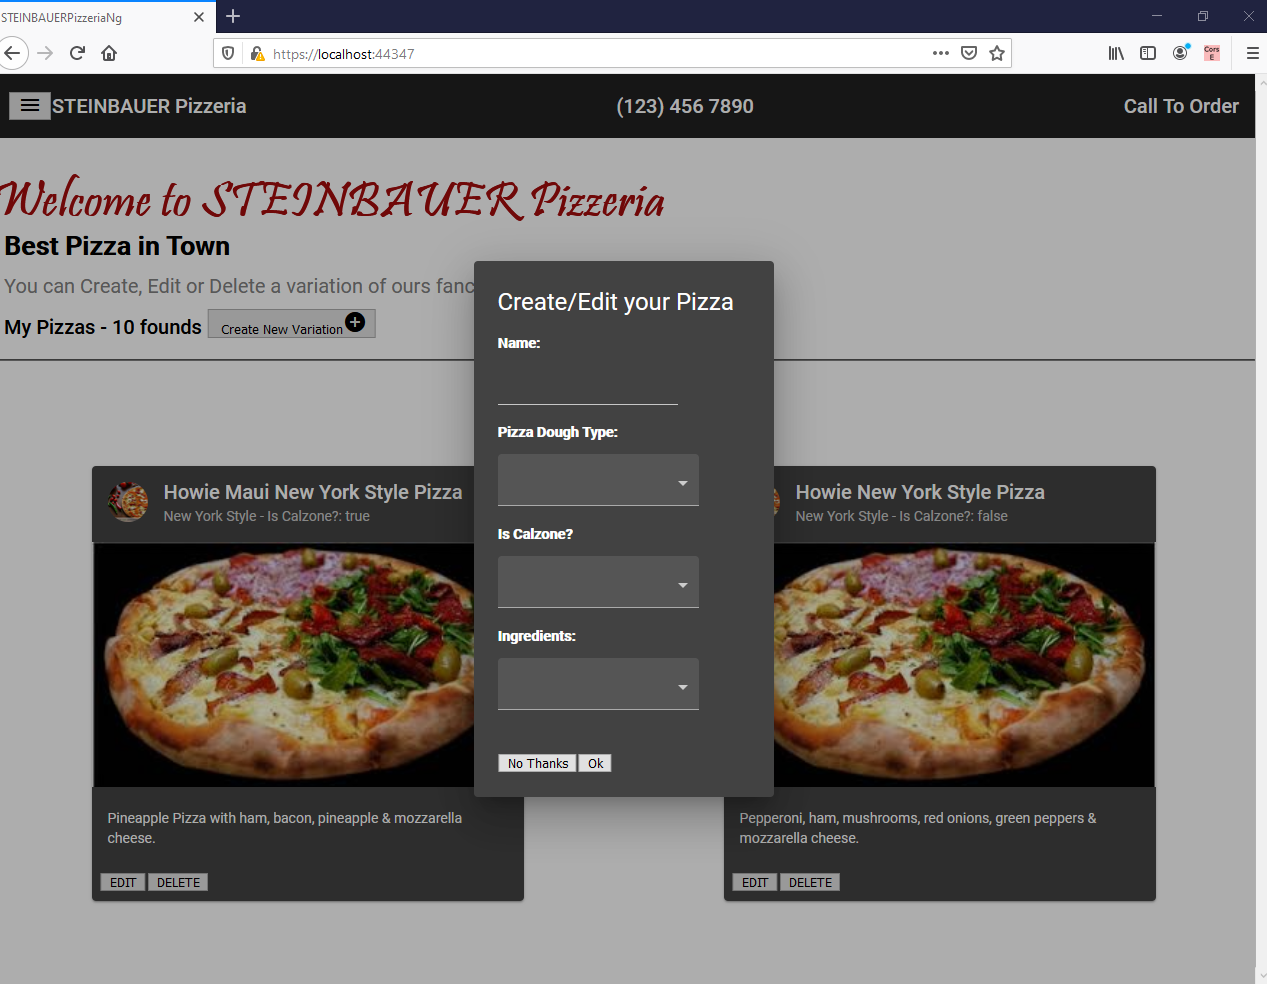 STEINBAUERPizzeriaNg
https://localhost:44347
Cors
E
STEINBAUER Pizzeria
(123) 456 7890
Call To Order
Welcome to STEINBAUER Pizzeria
Best Pizza in Town
You can Create, Edit or Delete a variation of ours fanc
My Pizzas - 10 founds
Create New Variation
Create/Edit your Pizza
Name:
Pizza Dough Type:
Is Calzone?
Ingredients:
No Thanks
Ok
Howie Maui New York Style Pizza
New York Style - Is Calzone?: true
Pineapple Pizza with ham, bacon, pineapple & mozzarella
cheese.
EDIT
DELETE
Howie New York Style Pizza
New York Style - Is Calzone?: false
Pepperoni, ham, mushrooms, red onions, green peppers &
mozzarella cheese.
EDIT
DELETE